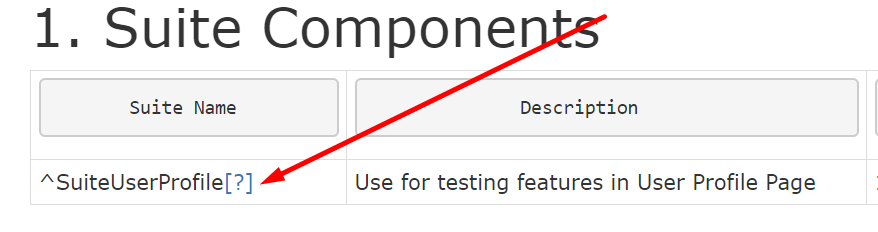 1. Suite Components
Suite Name
Description
^SuiteUserProfile[?]
Use for testing features in User Profile Page